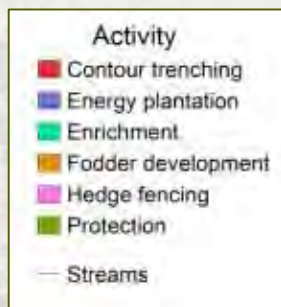 Activity
Contour trenching
Energy plantation
Enrichment
Fodder development
Hedge fencing
Protection
Streams